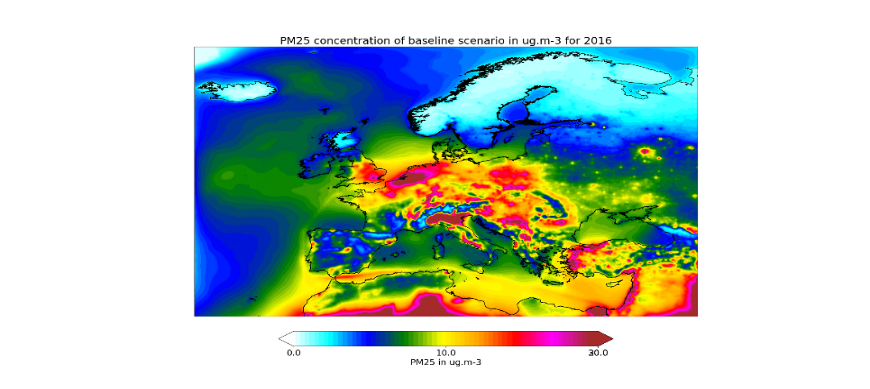 PM25 concentration of baseline scenario in ug.m-3 for 2016
0.0 10.0 30.0
PM25 in ug.m-3